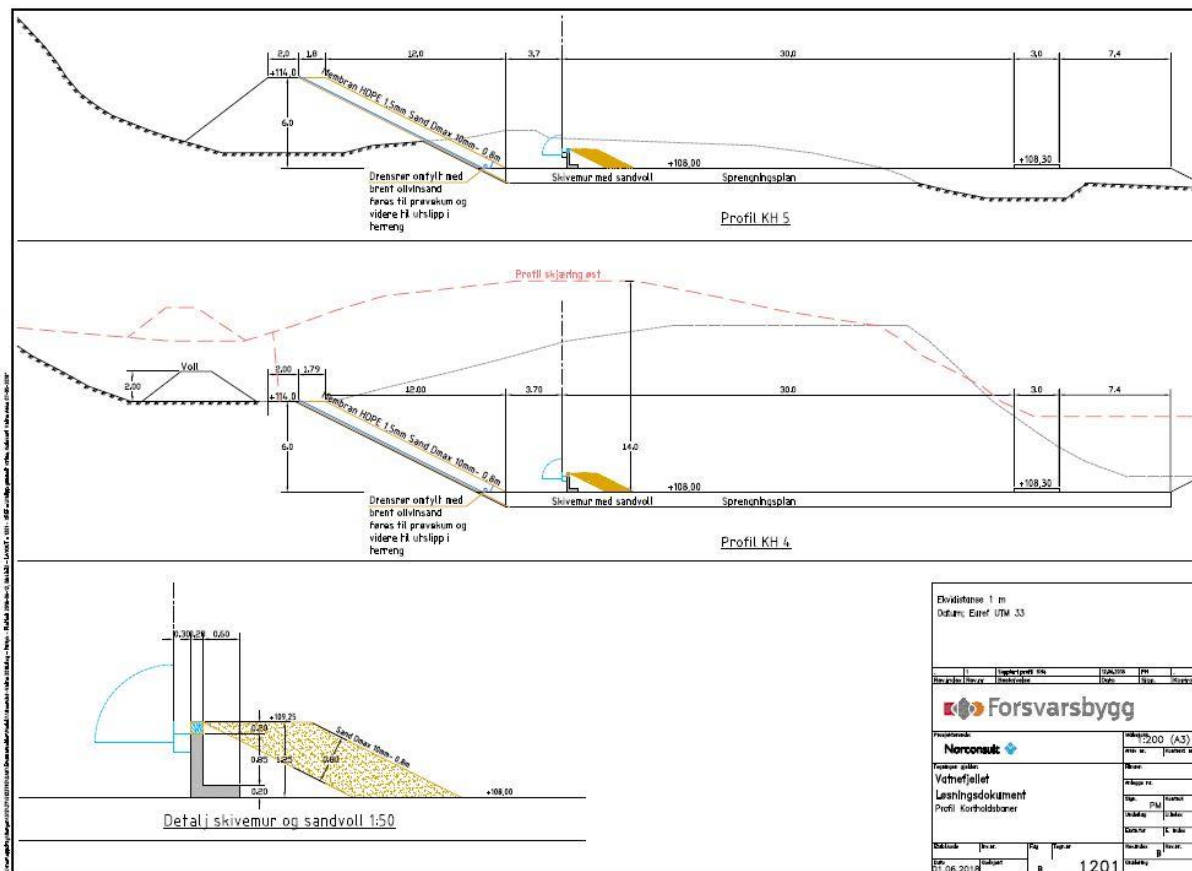 2,0 1,8 12,0 3,7 30,0 3,0 7,4
+114,0
6,0
Membran HDPE 1,5mm Sand Dmax 10mm- 0,8m
+108,00
+108,30
Drensrør omfylt med
brent olivinsand
føres til prøvekum og
videre til utslipp i
terreng
Skivemur med sandvoll
Sprengningsplan
Profil KH 5
Profil skjæring øst
Voll
2,00
2,00 1,79
12,00 3,70 30,0 3,0 7,4
+114,0
6,0
Membran HDPE 1,5mm Sand Dmax 10mm- 0,8m
14,0
+108,00
+108,30
Drensrør omfylt med
brent olivinsand
føres til prøvekum og
videre til utslipp i
terreng
Skivemur med sandvoll
Sprengningsplan
Profil KH 4
0,30 0,20 0,60
+109,25
0,20
0,85 1,25
0,80
0,20
Sand Dmax 10mm- 0,8m
+108,00
Detalj skivemur og sandvoll 1:50
Ekvidistanse 1 m
Datum; Euref UTM 33
Forsvarsbygg
Norconsult
1:200 (A3)
Vatnefjellet
Løsningsdokument
Profil Kortholdsbaner
PM
Fag
Dato
01.06.2018
B
B
1201